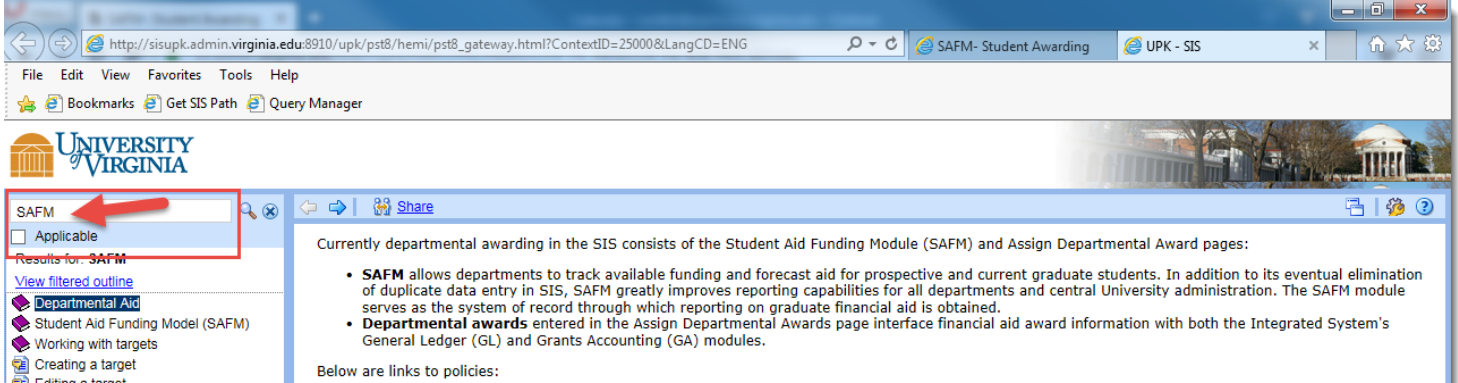 http://sisupk.admin.virginia.edu:8910/upk/pst8/hemi/pst8_gateway.html?ContextID=25000&LangCD=ENG
SAFM- Student Awarding
UPK - SIS
File Edit View Favorites Tools Help
Bookmarks Get SIS Path Query Manager
UNIVERSITY
of VIRGINIA
SAFM
Applicable
Results for: SAFM
View filtered outline
Departmental Aid
Student Aid Funding Model (SAFM)
Working with targets
Creating a target
Editing a target
Share
Currently departmental awarding in the SIS consists of the Student Aid Funding Module (SAFM) and Assign Departmental Award pages:
• SAFM allows departments to track available funding and forecast aid for prospective and current graduate students. In addition to its eventual elimination
of duplicate data entry in SIS, SAFM greatly improves reporting capabilities for all departments and central University administration. The SAFM module
serves as the system of record through which reporting on graduate financial aid is obtained.
• Departmental awards entered in the Assign Departmental Awards page interface financial aid award information with both the Integrated System's
General Ledger (GL) and Grants Accounting (GA) modules.
Below are links to policies: